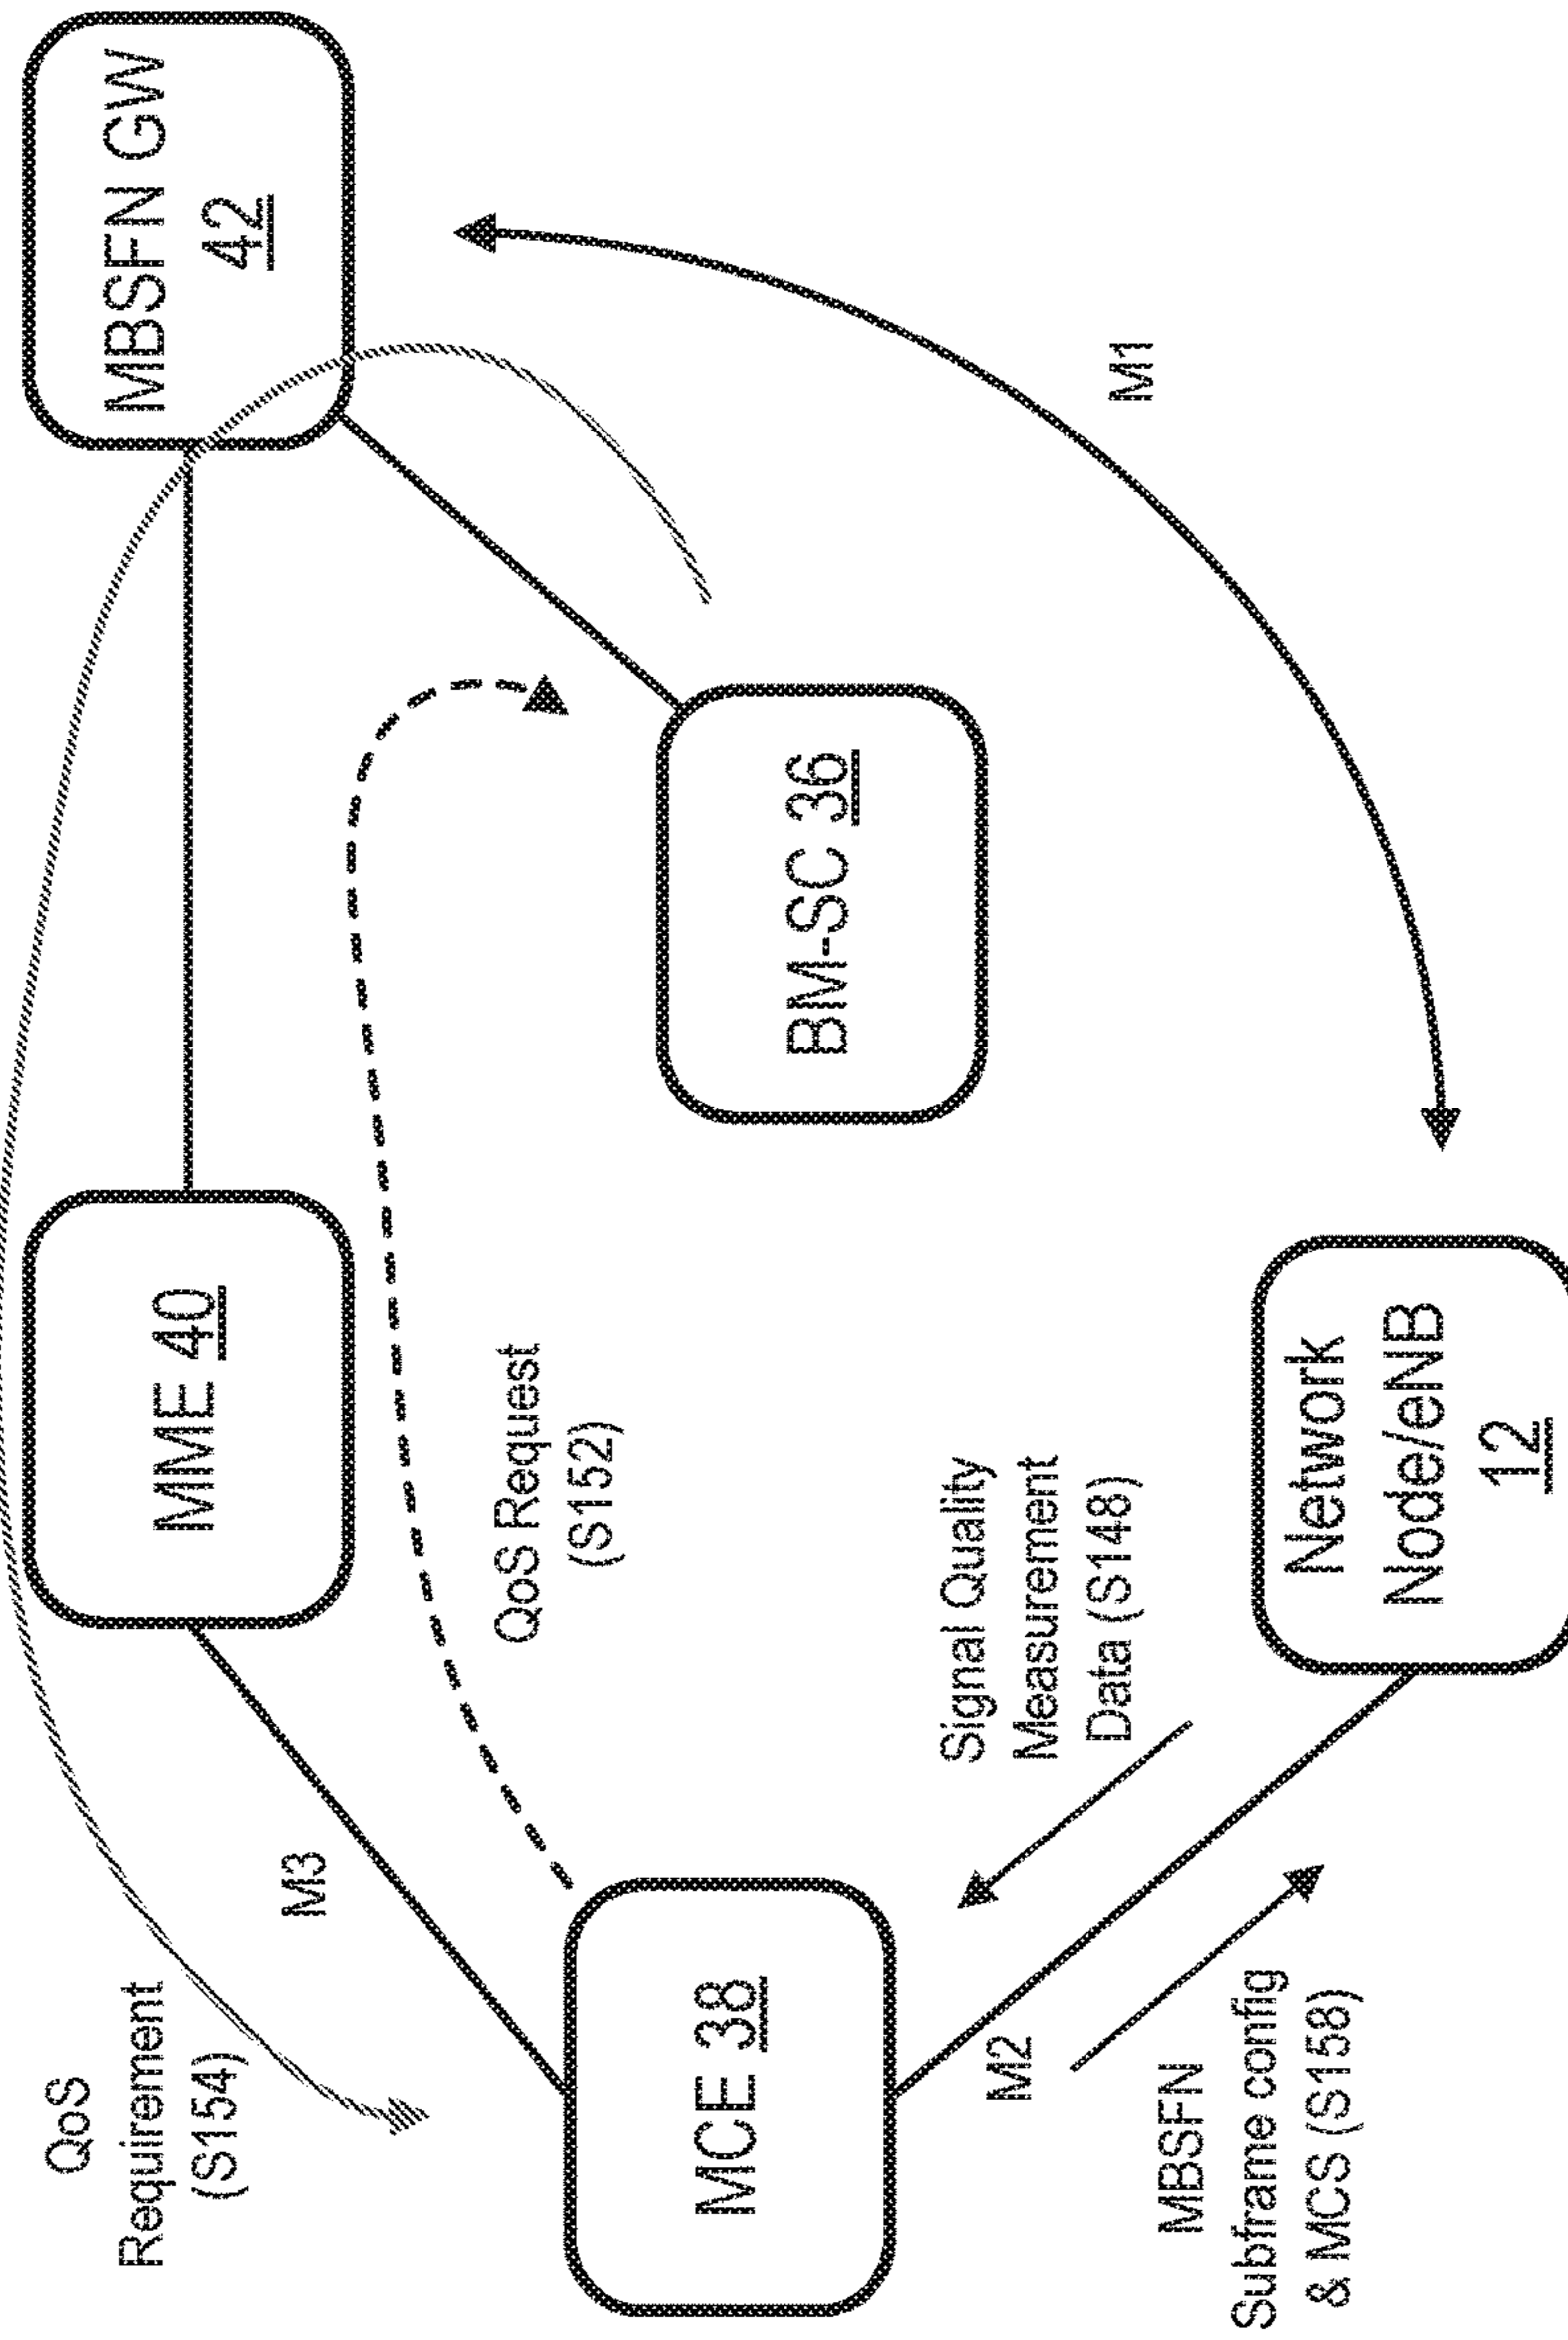 QoS
Requirement
(S154)
M3
MME 40
MBSFN GW
42
QoS Request
(S152)
MCE 38
BM-SC 36
M2
Signal Quality
Measurement
Data (S148)
M1
MBSFN
Subframe config
& MCS (S158)
Network
Node/eNB
12